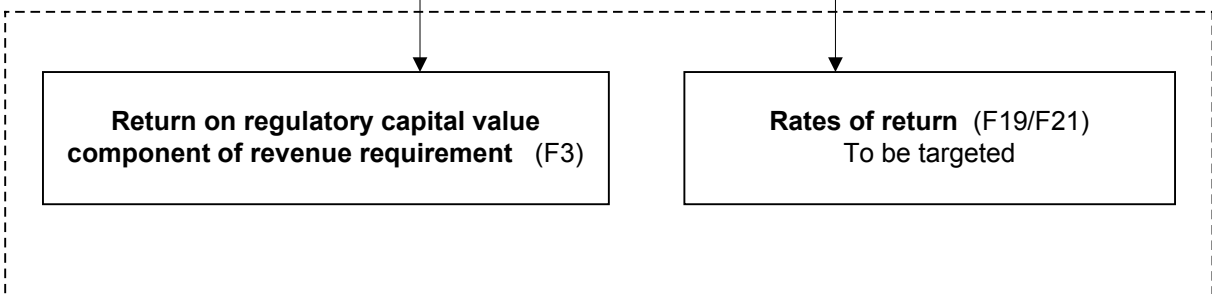 Return on regulatory capital value
component of revenue requirement (F3)
Rates of return (F19/F21)
To be targeted